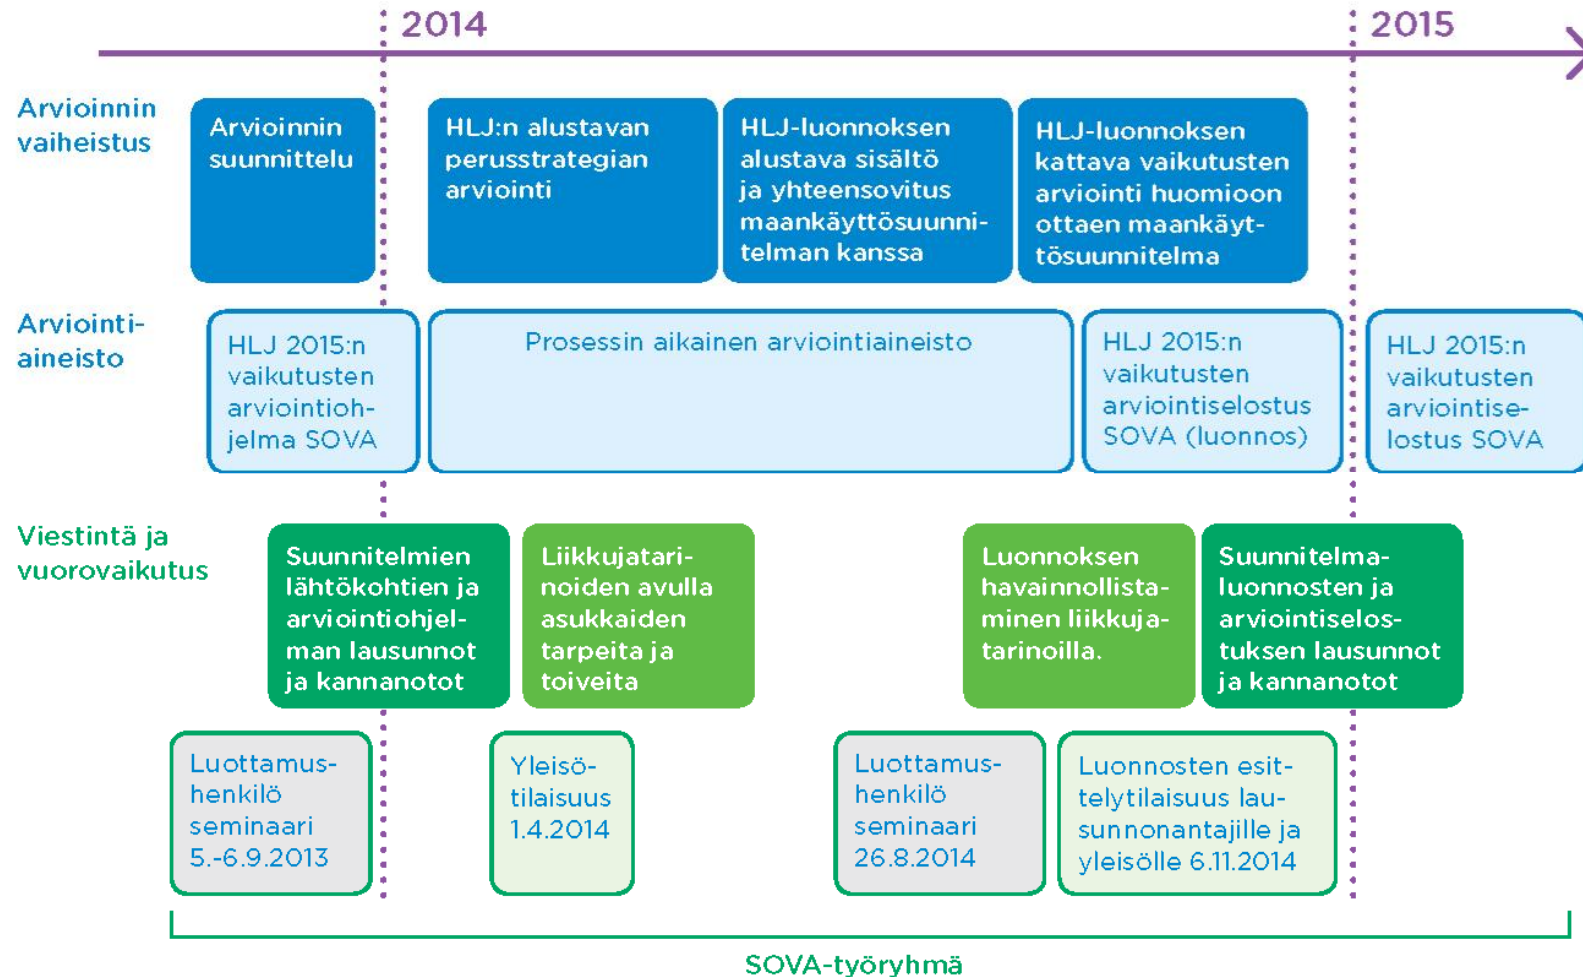 2014
2015
Arvioinnin
vaiheistus
Arvioinnin
suunnittelu
HLJ:n alustavan
perusstrategian
arviointi
HLJ-luonnoksen
alustava sisältö
ja yhteensovitus
maankäyttösuunni-
telman kanssa
HLJ-luonnoksen
kattava vaikutusten
arviointi huomioon
ottaen maankäyt-
tösuunnitelma
Arviointi-
aineisto
HLJ 2015:n
vaikutusten
arviointioh-
jelma SOVA
Prosessin aikainen arviointiaineisto
HLJ 2015:n
vaikutusten
arviointiselostus
SOVA (luonnos)
HLJ 2015:n
vaikutusten
arviointise-
lostus SOVA
Viestintä ja
vuorovaikutus
Suunnitelmien
lähtökohtien ja
arviointiohjel-
man lausunnot
ja kannanotot
Liikkujatari-
noiden avulla
asukkaiden
tarpeita ja
toiveita
Luonnoksen
havainnollista-
minen liikkuja-
tarinoilla.
Suunnitelma-
luonnosten ja
arviointiselos-
tuksen lausunnot
ja kannanotot
Luottamus-
henkilö
seminaari
5.-6.9.2013
Yleisö-
tilaisuus
1.4.2014
Luottamus-
henkilö
seminaari
26.8.2014
Luonnosten esit-
telytilaisuus lau-
sunnonantajille ja
yleisölle 6.11.2014
SOVA-työryhmä